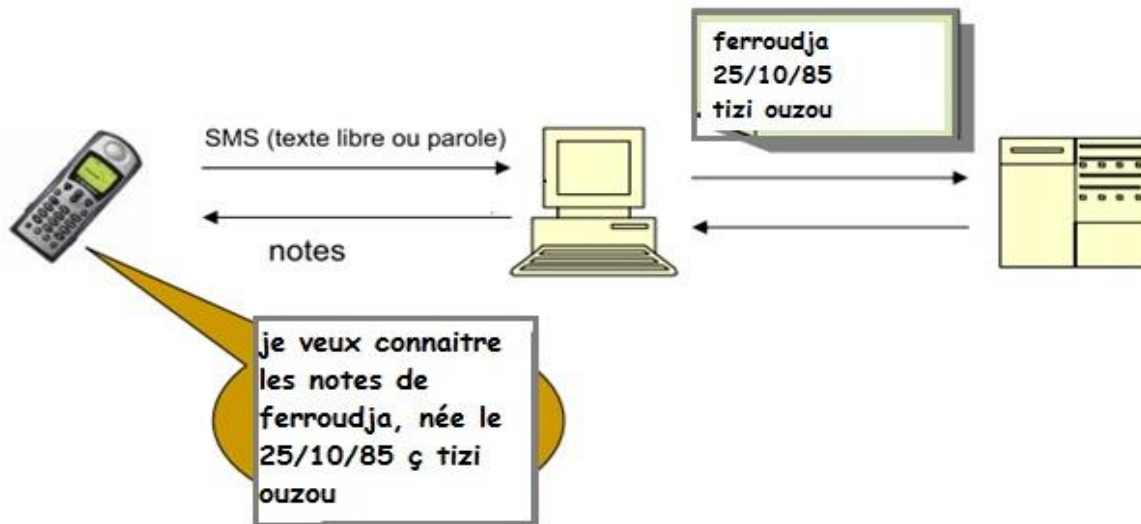 ferroudja
25/10/85
tizi ouzou
SMS (texte libre ou parole)
notes
je veux connaitre
les notes de
ferroudja, née le
25/10/85 ç tizi
ouzou